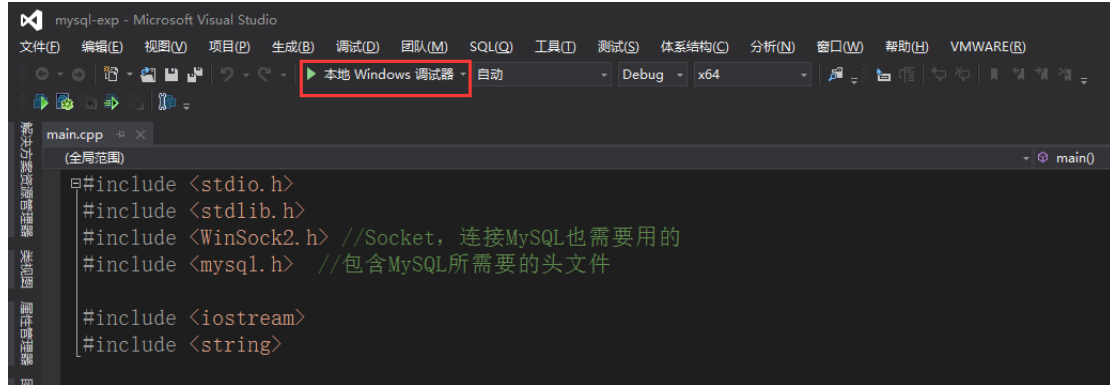 mysql-exp - Microsoft Visual Studio
文件(F) 编辑(E) 视图(V) 项目(P) 生成(B) 调试(D) 团队(M) SQL(Q) 工具(T) 测试(S) 体系结构(C) 分析(N) 窗口(W) 帮助(H) VMWARE(R)
本地 Windows 调试器 自动 Debug x64
解决方案资源管理器
类视图
属性管理器
main.cpp
(全局范围) main()
#include <stdio.h>
#include <stdlib.h>
#include <WinSock2.h> //Socket，连接MySQL也需要用的
#include <mysql.h> //包含MySQL所需要的头文件
#include <iostream>
#include <string>